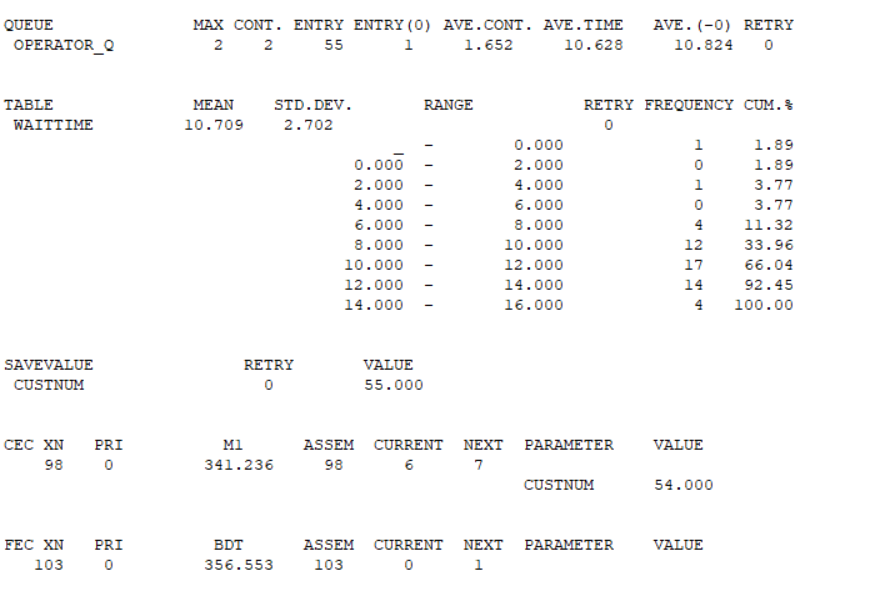 QUEUE MAX CONT. ENTRY ENTRY(0) AVE.CONT. AVE.TIME AVE.(-0) RETRY
OPERATOR_Q 2 2 55 1 1.652 10.628 10.824 0
TABLE MEAN STD.DEV. RANGE RETRY FREQUENCY CUM.%
WAITTIME 10.709 2.702 0
_ - 0.000 1 1.89
0.000 - 2.000 0 1.89
2.000 - 4.000 1 3.77
4.000 - 6.000 0 3.77
6.000 - 8.000 4 11.32
8.000 - 10.000 12 33.96
10.000 - 12.000 17 66.04
12.000 - 14.000 14 92.45
14.000 - 16.000 4 100.00
SAVEVALUE RETRY VALUE
CUSTNUM 0 55.000
CEC XN PRI M1 ASSEM CURRENT NEXT PARAMETER VALUE
98 0 341.236 98 6 7
CUSTNUM 54.000
FEC XN PRI BDT ASSEM CURRENT NEXT PARAMETER VALUE
103 0 356.553 103 0 1